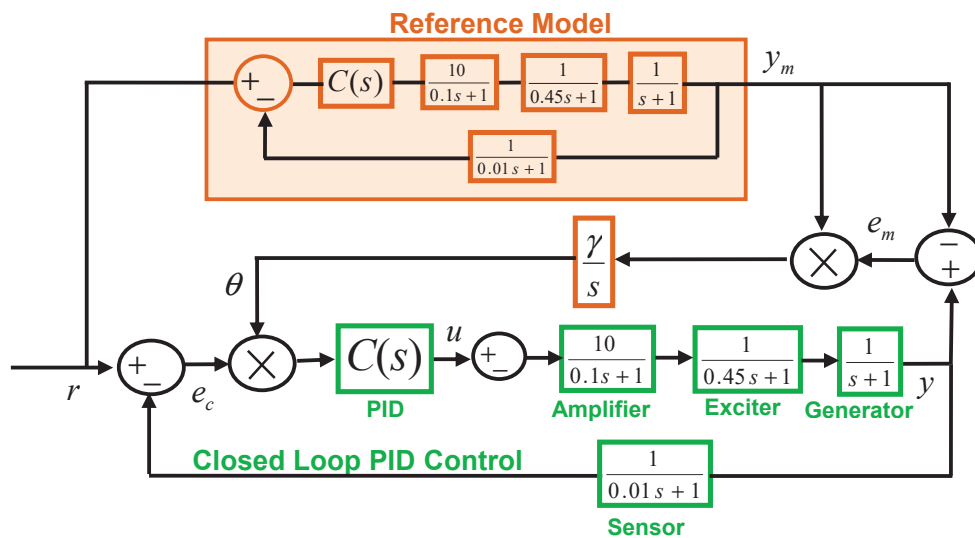 Reference Model
+ −
C(s)
10 / 0.1s+1
1 / 0.45s+1
1 / s+1
y_m
1 / 0.01s+1
e_m
− +
γ / s
θ
×
×
r
+ −
e_c
C(s)
PID
u
+ −
10 / 0.1s+1
Amplifier
1 / 0.45s+1
Exciter
1 / s+1
Generator
y
Closed Loop PID Control
1 / 0.01s+1
Sensor